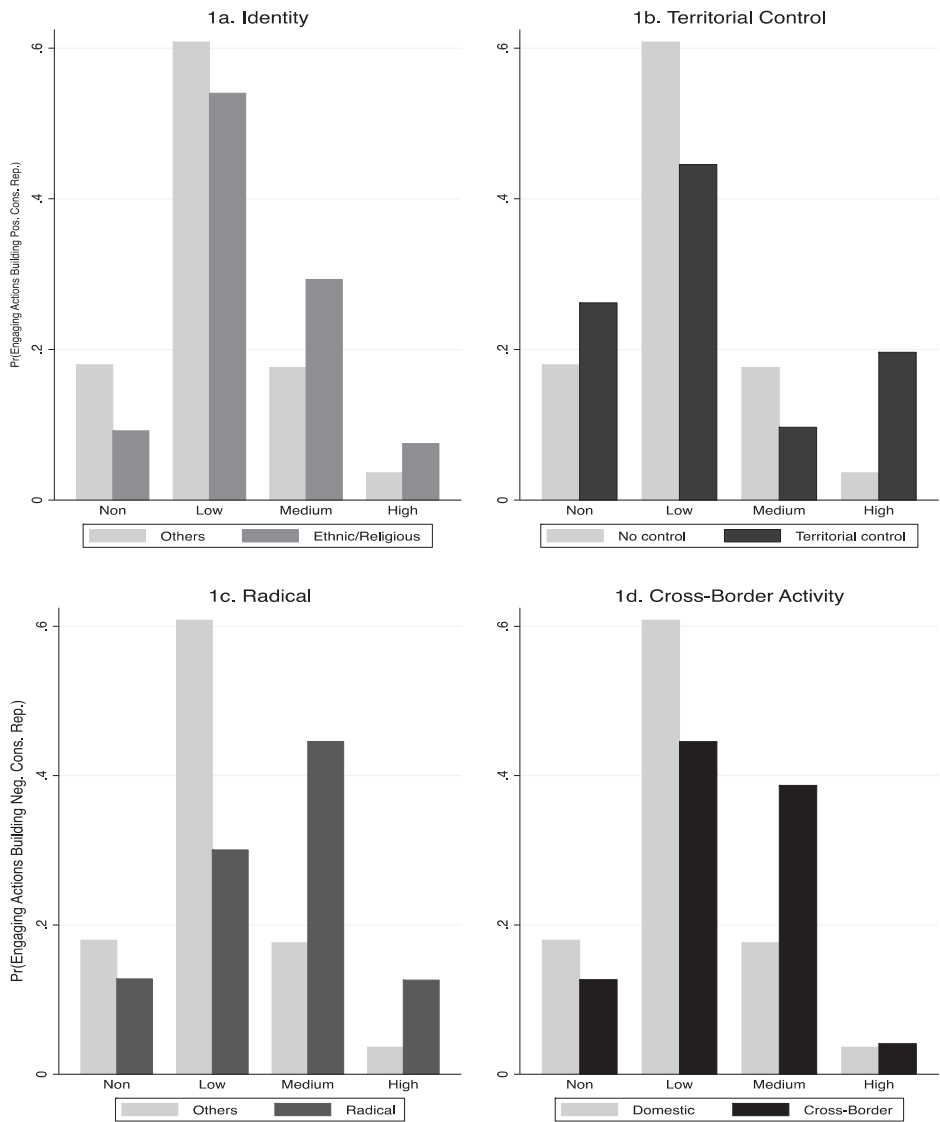 1a. Identity
Pr(Engaging Actions Building Pos. Cons. Rep.)
0 .2 .4 .6
Non Low Medium High
Others Ethnic/Religious
1b. Territorial Control
0 .2 .4 .6
Non Low Medium High
No control Territorial control
1c. Radical
Pr(Engaging Actions Building Neg. Cons. Rep.)
0 .2 .4 .6
Non Low Medium High
Others Radical
1d. Cross-Border Activity
0 .2 .4 .6
Non Low Medium High
Domestic Cross-Border